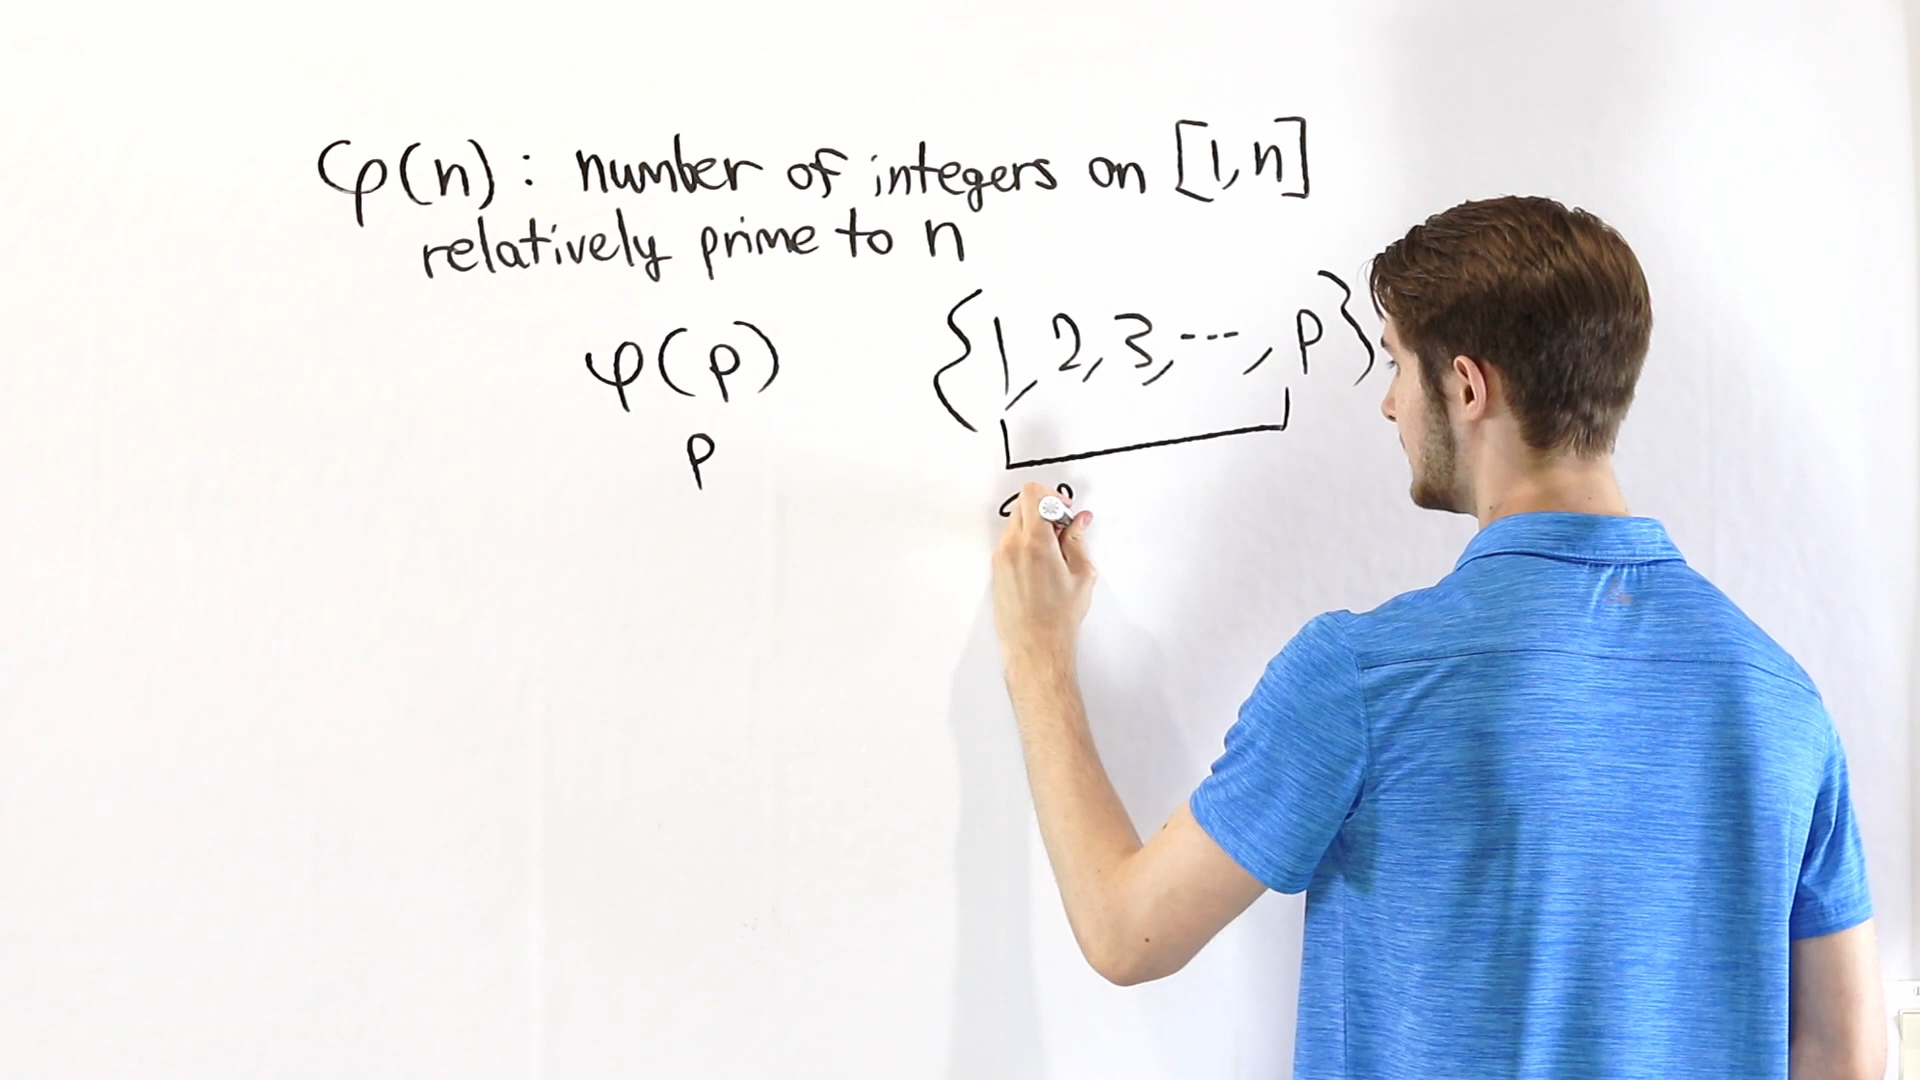 φ(n): number of integers on [1,n]
relatively prime to n
φ(p) {1, 2, 3, ---, p}
p